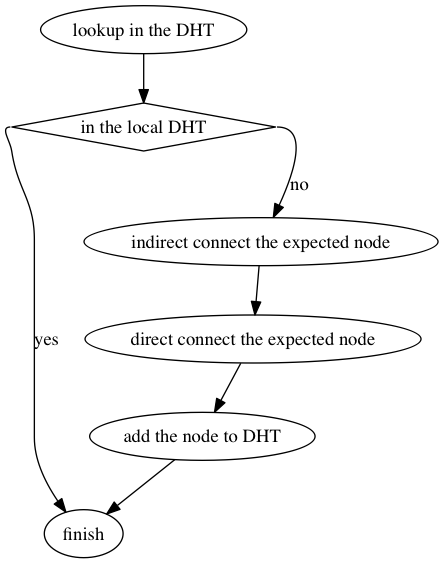 lookup in the DHT
in the local DHT
no
indirect connect the expected node
yes
direct connect the expected node
add the node to DHT
finish